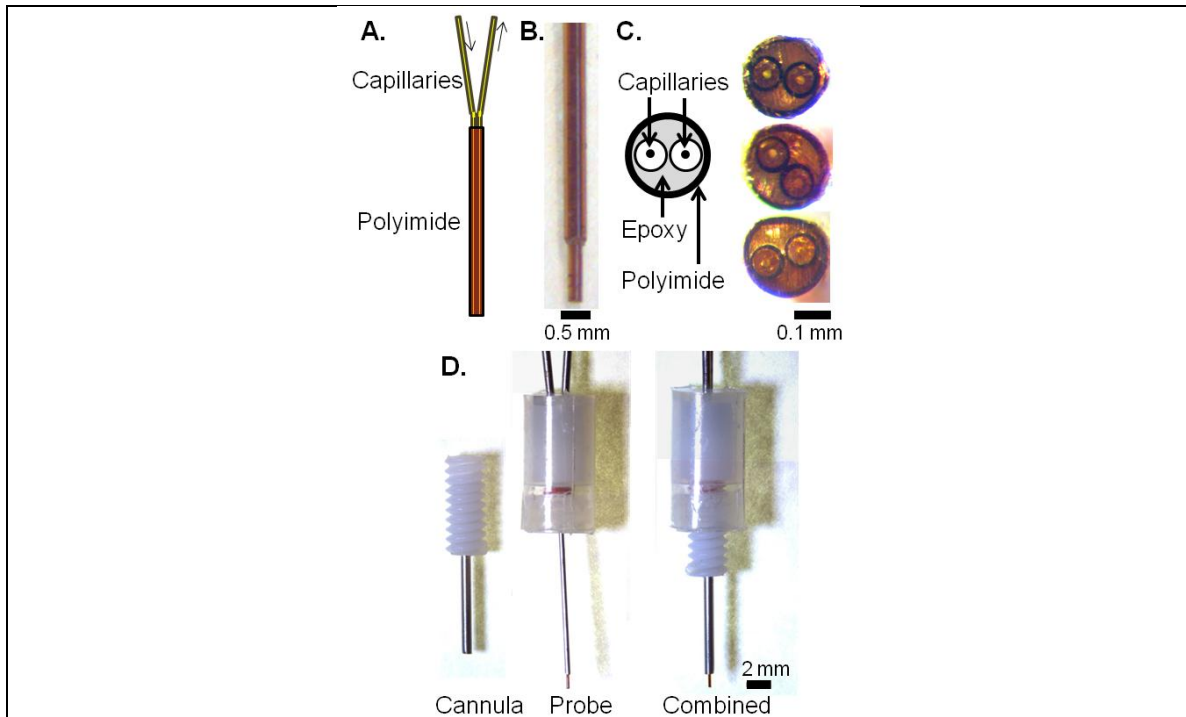 A.
B.
C.
Capillaries
Capillaries
Polyimide
Epoxy
Polyimide
0.5 mm
0.1 mm
D.
2 mm
Cannula
Probe
Combined